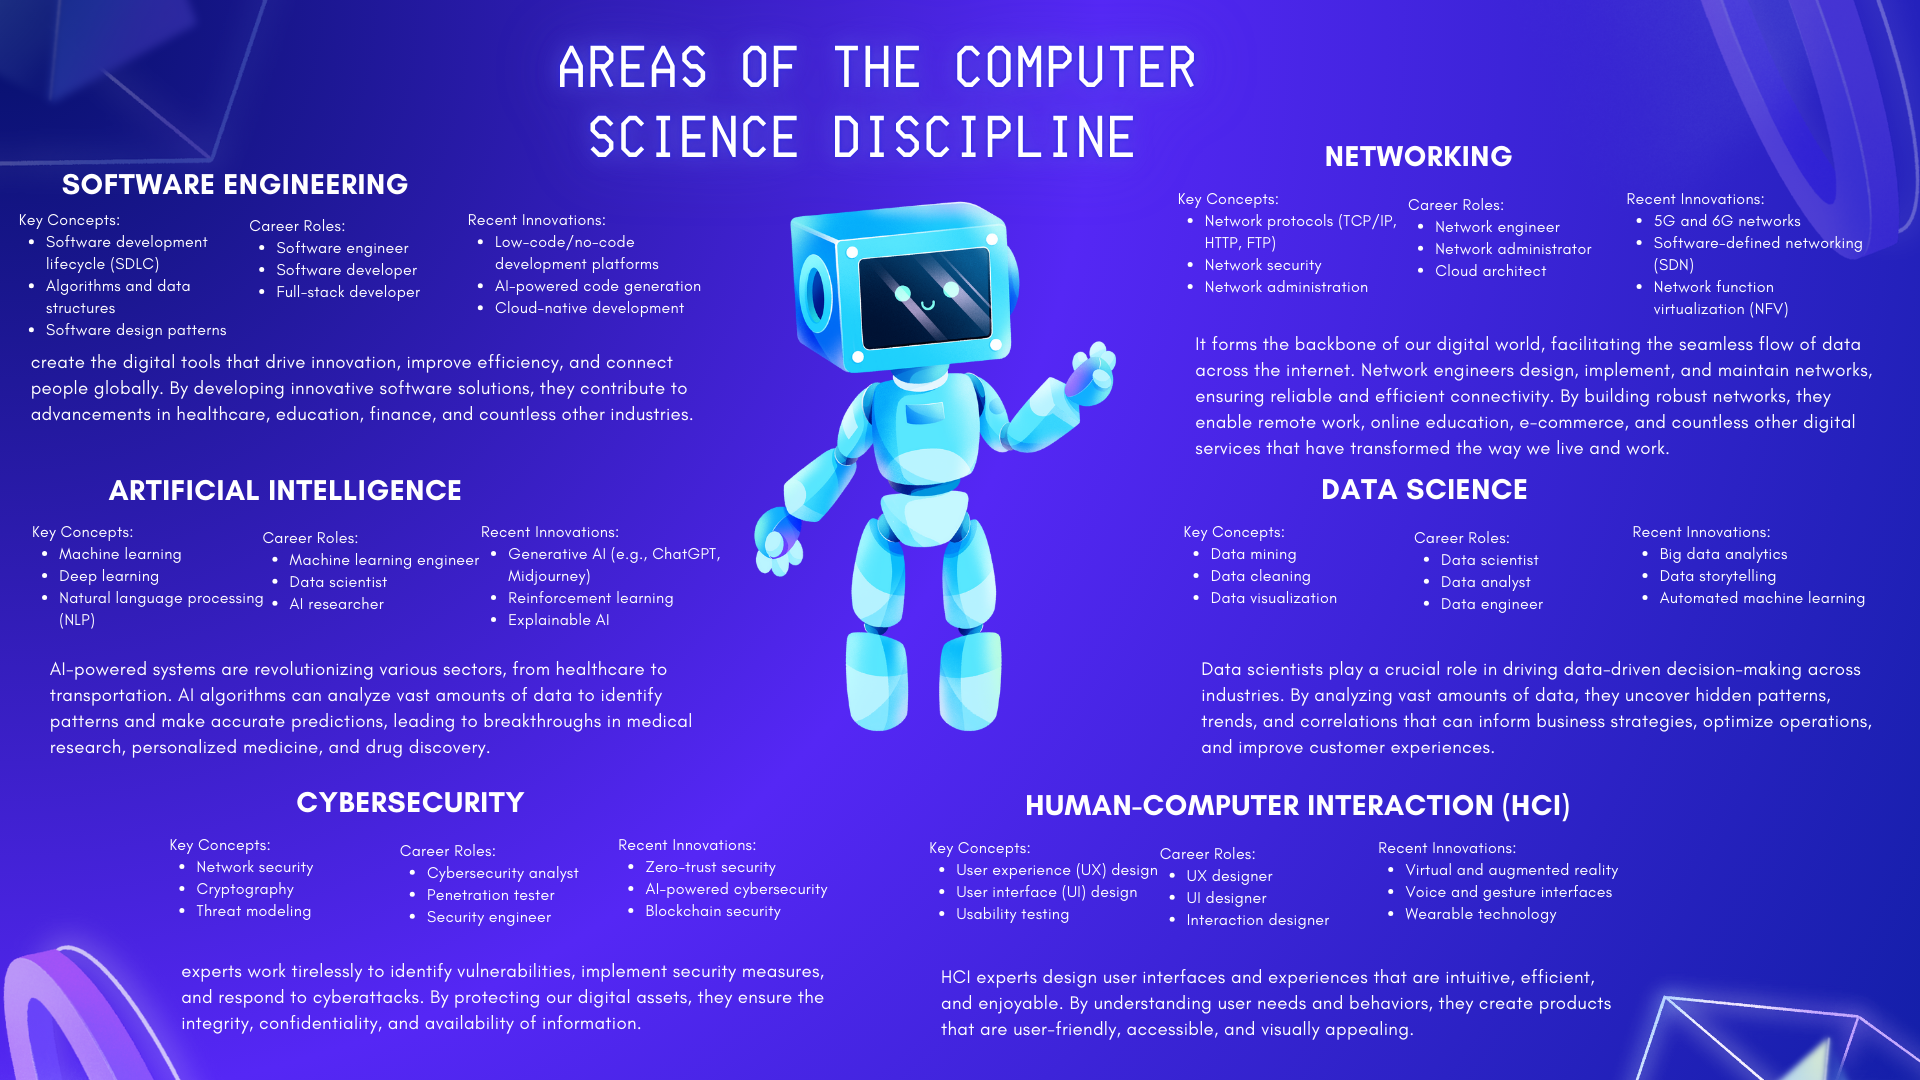 AREAS OF THE COMPUTER
SCIENCE DISCIPLINE
SOFTWARE ENGINEERING
Key Concepts:
• Software development
lifecycle (SDLC)
• Algorithms and data
structures
• Software design patterns
Career Roles:
• Software engineer
• Software developer
• Full-stack developer
Recent Innovations:
• Low-code/no-code
development platforms
• AI-powered code generation
• Cloud-native development
create the digital tools that drive innovation, improve efficiency, and connect
people globally. By developing innovative software solutions, they contribute to
advancements in healthcare, education, finance, and countless other industries.
NETWORKING
Key Concepts:
• Network protocols (TCP/IP,
HTTP, FTP)
• Network security
• Network administration
Career Roles:
• Network engineer
• Network administrator
• Cloud architect
Recent Innovations:
• 5G and 6G networks
• Software-defined networking
(SDN)
• Network function
virtualization (NFV)
It forms the backbone of our digital world, facilitating the seamless flow of data
across the internet. Network engineers design, implement, and maintain networks,
ensuring reliable and efficient connectivity. By building robust networks, they
enable remote work, online education, e-commerce, and countless other digital
services that have transformed the way we live and work.
ARTIFICIAL INTELLIGENCE
Key Concepts:
• Machine learning
• Deep learning
• Natural language processing
(NLP)
Career Roles:
• Machine learning engineer
• Data scientist
• AI researcher
Recent Innovations:
• Generative AI (e.g., ChatGPT,
Midjourney)
• Reinforcement learning
• Explainable AI
AI-powered systems are revolutionizing various sectors, from healthcare to
transportation. AI algorithms can analyze vast amounts of data to identify
patterns and make accurate predictions, leading to breakthroughs in medical
research, personalized medicine, and drug discovery.
DATA SCIENCE
Key Concepts:
• Data mining
• Data cleaning
• Data visualization
Career Roles:
• Data scientist
• Data analyst
• Data engineer
Recent Innovations:
• Big data analytics
• Data storytelling
• Automated machine learning
Data scientists play a crucial role in driving data-driven decision-making across
industries. By analyzing vast amounts of data, they uncover hidden patterns,
trends, and correlations that can inform business strategies, optimize operations,
and improve customer experiences.
CYBERSECURITY
Key Concepts:
• Network security
• Cryptography
• Threat modeling
Career Roles:
• Cybersecurity analyst
• Penetration tester
• Security engineer
Recent Innovations:
• Zero-trust security
• AI-powered cybersecurity
• Blockchain security
experts work tirelessly to identify vulnerabilities, implement security measures,
and respond to cyberattacks. By protecting our digital assets, they ensure the
integrity, confidentiality, and availability of information.
HUMAN-COMPUTER INTERACTION (HCI)
Key Concepts:
• User experience (UX) design
• User interface (UI) design
• Usability testing
Career Roles:
• UX designer
• UI designer
• Interaction designer
Recent Innovations:
• Virtual and augmented reality
• Voice and gesture interfaces
• Wearable technology
HCI experts design user interfaces and experiences that are intuitive, efficient,
and enjoyable. By understanding user needs and behaviors, they create products
that are user-friendly, accessible, and visually appealing.